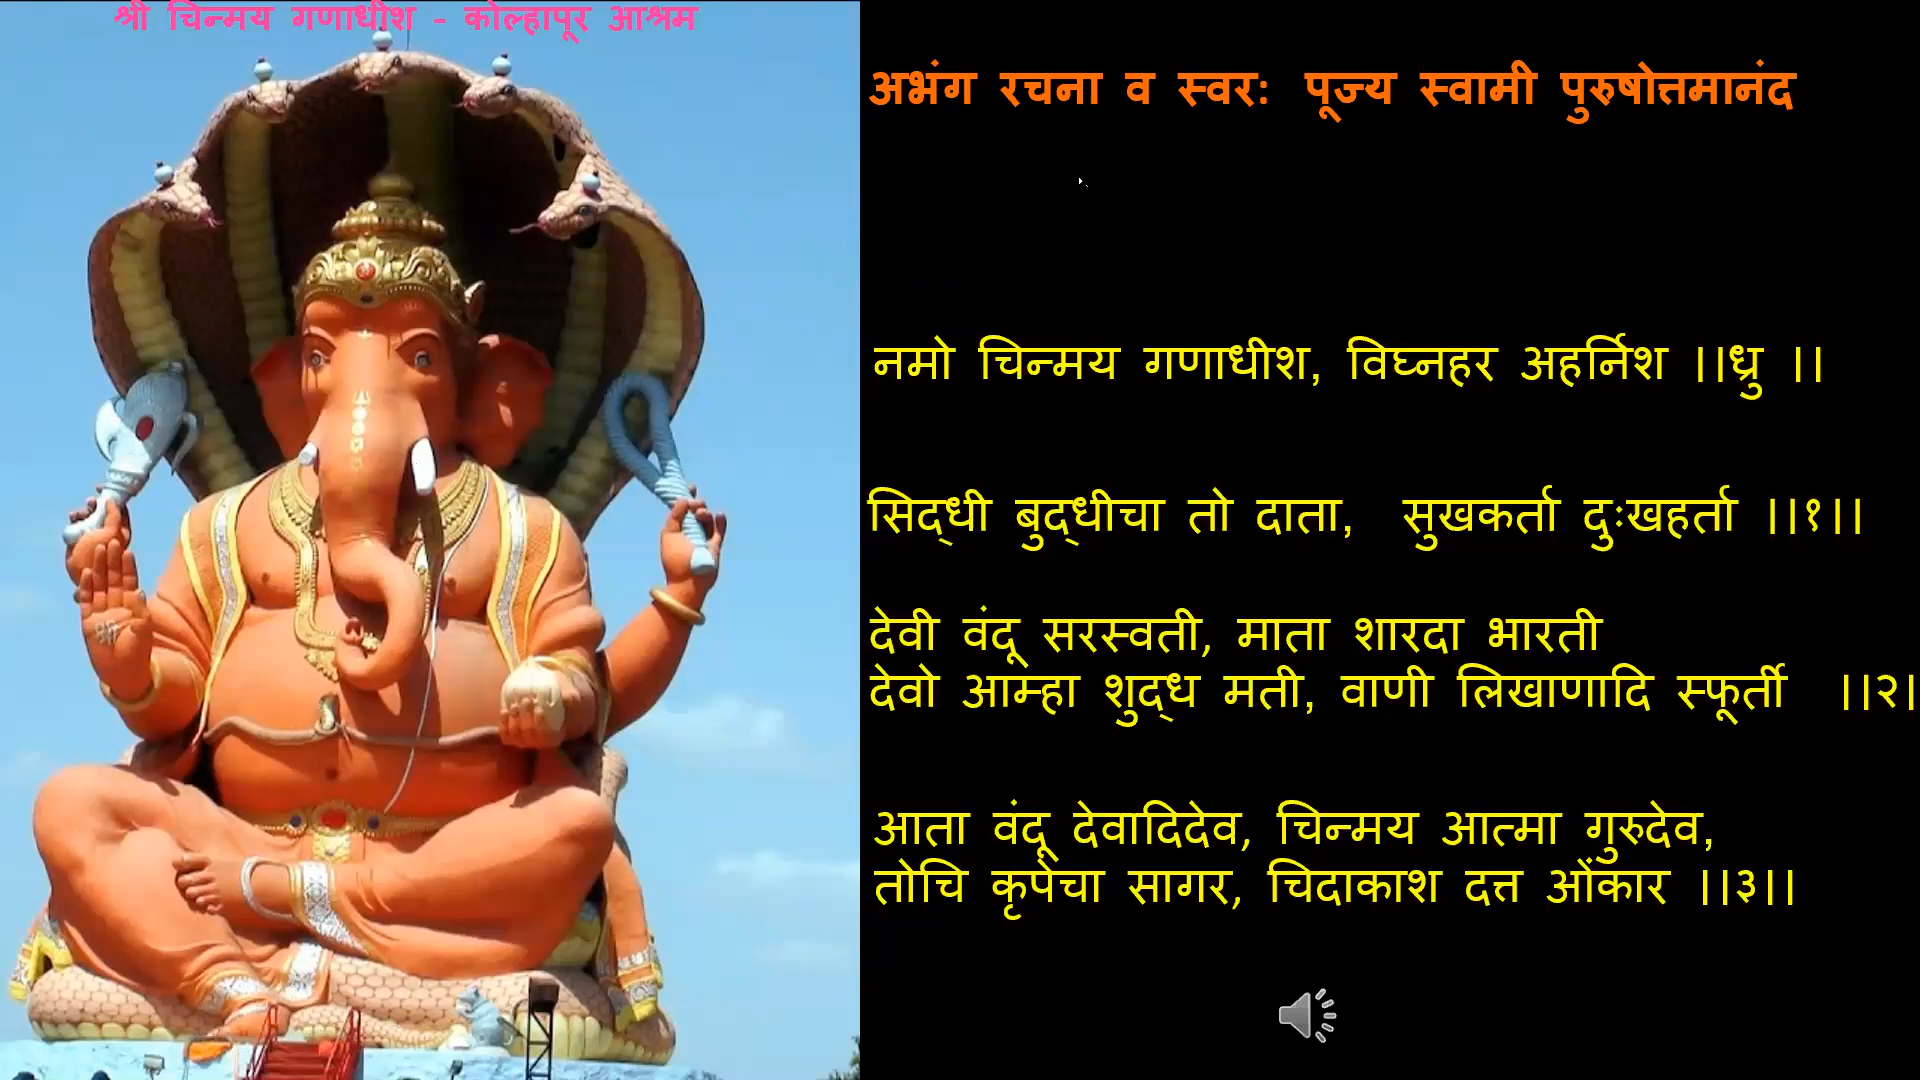 श्री चिन्मय गणाधीश - कोल्हापूर आश्रम
अभंग रचना व स्वर: पूज्य स्वामी पुरुषोत्तमानंद
नमो चिन्मय गणाधीश, विघ्नहर अहर्निश ।।ध्रु ।।
सिद्धी बुद्धीचा तो दाता, सुखकर्ता दुःखहर्ता ।।१।।
देवी वंदू सरस्वती, माता शारदा भारती
देवो आम्हा शुद्ध मती, वाणी लिखाणादि स्फूर्ती ।।२।
आता वंदू देवादिदेव, चिन्मय आत्मा गुरुदेव,
तोचि कृपेचा सागर, चिदाकाश दत्त ओंकार ।।३।।